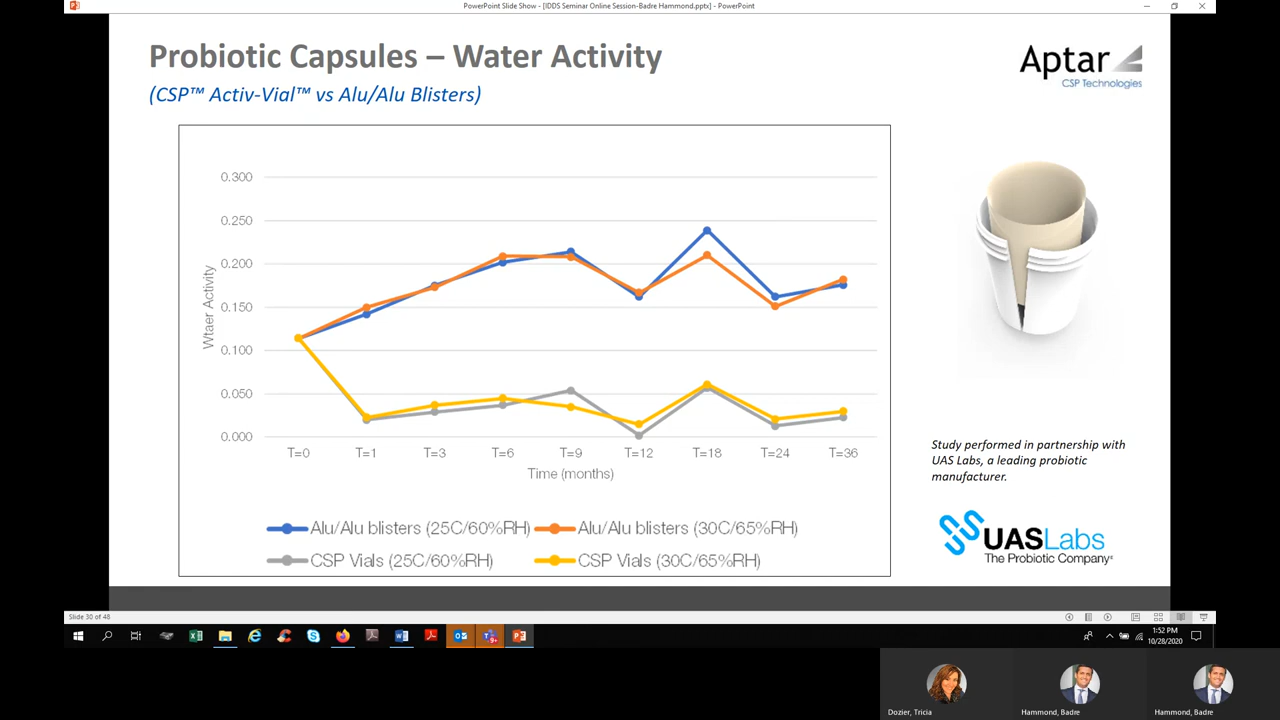 PowerPoint Slide Show - [IDDS Seminar Online Session-Badre Hammond.pptx] - PowerPoint
Probiotic Capsules – Water Activity
(CSP™ Activ-Vial™ vs Alu/Alu Blisters)
Aptar
CSP Technologies
0.300
0.250
0.200
0.150
0.100
0.050
0.000
Wtaer Activity
T=0 T=1 T=3 T=6 T=9 T=12 T=18 T=24 T=36
Time (months)
Alu/Alu blisters (25C/60%RH) Alu/Alu blisters (30C/65%RH)
CSP Vials (25C/60%RH) CSP Vials (30C/65%RH)
Study performed in partnership with
UAS Labs, a leading probiotic
manufacturer.
UASLabs
The Probiotic Company
Slide 30 of 48
1:52 PM
10/28/2020
Dozier, Tricia
Hammond, Badre
Hammond, Badre